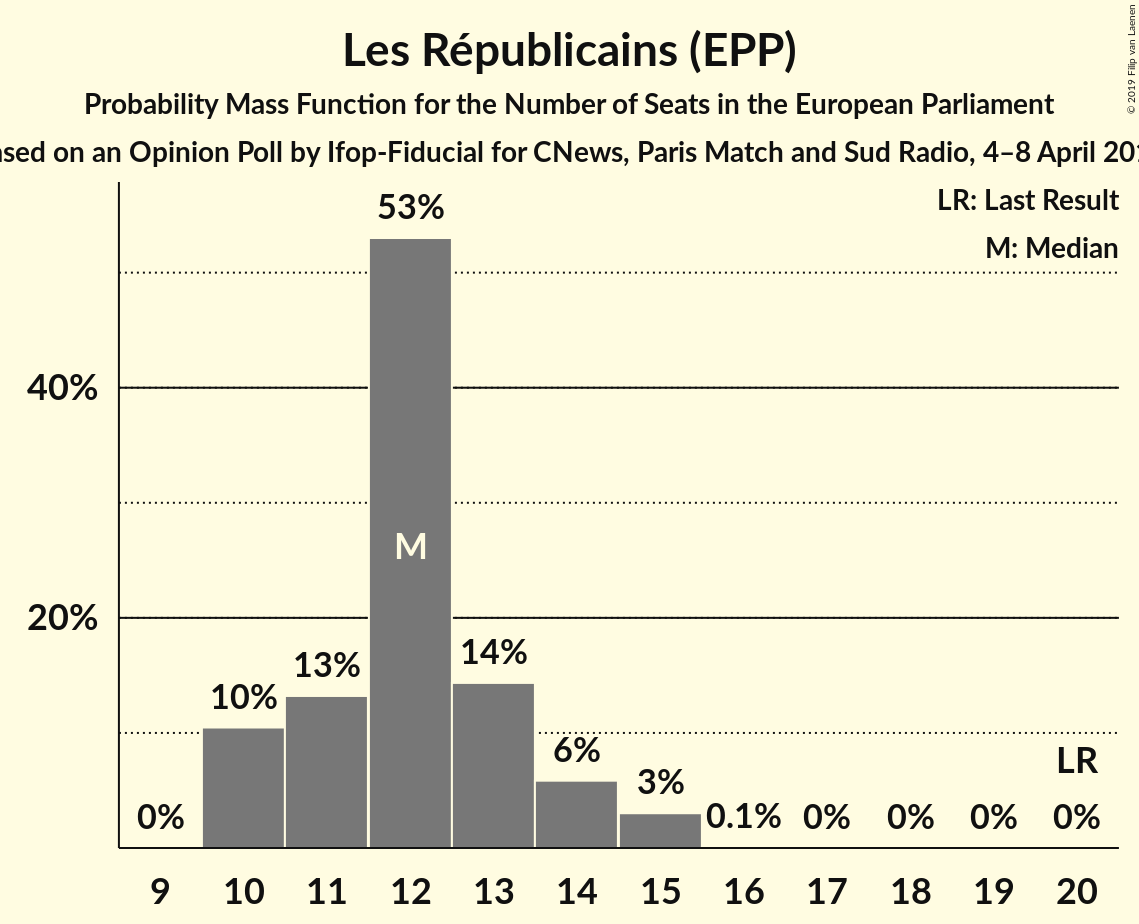 Les Républicains (EPP)
Probability Mass Function for the Number of Seats in the European Parliament
on an Opinion Poll by Ifop-Fiducial for CNews, Paris Match and Sud Radio, 4–8 April
© 2019 Filip van Laenen
LR: Last Result
M: Median
53%
40%
M
20%
14%
13%
10%
6%
LR
3%
0% 0.1% 0% 0% 0% 0%
9 10 11 12 13 14 15 16 17 18 19 20